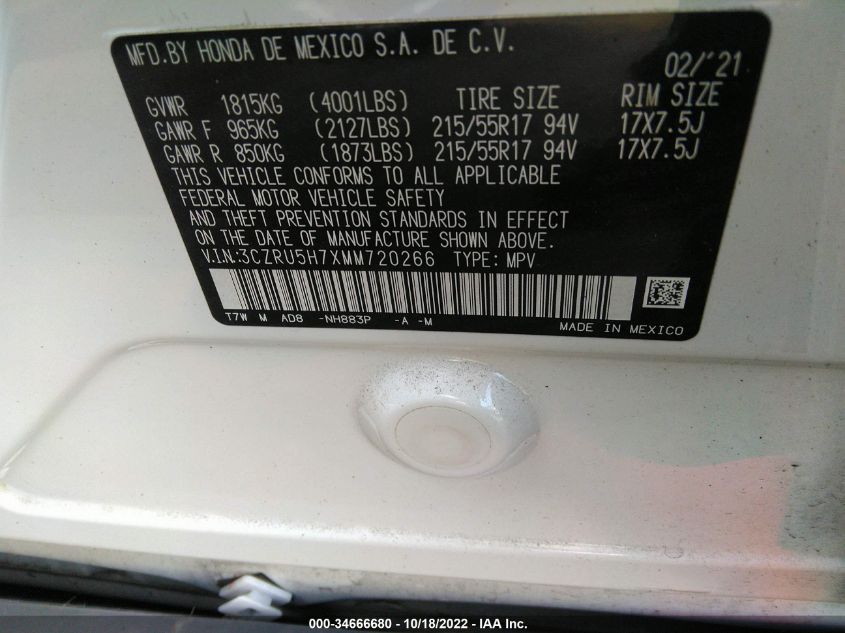 MFD.BY HONDA DE MEXICO S.A. DE C.V.
02/'21
GVWR 1815KG (4001LBS) TIRE SIZE RIM SIZE
GAWR F 965KG (2127LBS) 215/55R17 94V 17X7.5J
GAWR R 850KG (1873LBS) 215/55R17 94V 17X7.5J
THIS VEHICLE CONFORMS TO ALL APPLICABLE
FEDERAL MOTOR VEHICLE SAFETY
AND THEFT PREVENTION STANDARDS IN EFFECT
ON THE DATE OF MANUFACTURE SHOWN ABOVE.
V.I.N:3CZRU5H7XMM720266 TYPE: MPV
T7W M AD8 -NH883P -A -M
MADE IN MEXICO
000-34666680 - 10/18/2022 - IAA Inc.